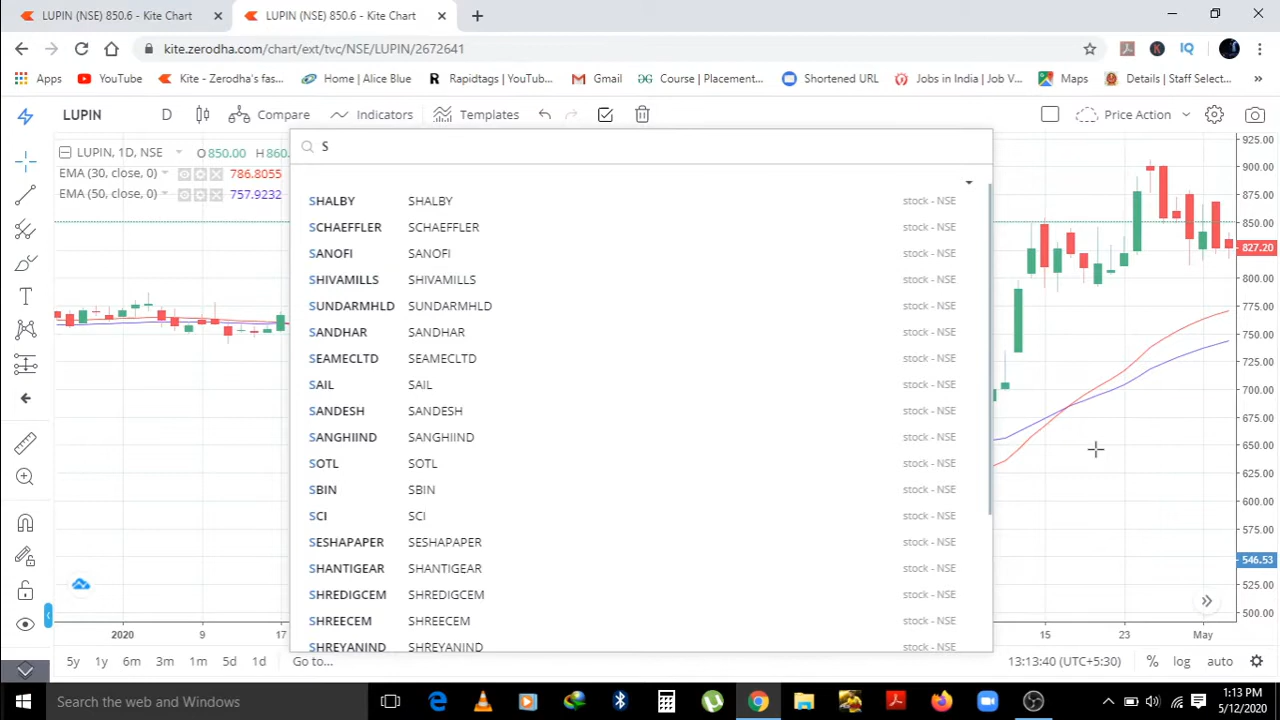 LUPIN (NSE) 850.6 - Kite Chart
LUPIN (NSE) 850.6 - Kite Chart
kite.zerodha.com/chart/ext/tvc/NSE/LUPIN/2672641
Apps YouTube Kite - Zerodha's fas... Home | Alice Blue Rapidtags | YouTub... Gmail Course | Placement... Shortened URL Jobs in India | Job V... Maps Details | Staff Select...
LUPIN D Compare Indicators Templates Price Action
S
LUPIN, 1D, NSE O850.00 H860.
EMA (30, close, 0) 786.8055
EMA (50, close, 0) 757.9232
SHALBY SHALBY stock - NSE
SCHAEFFLER SCHAEFFLER stock - NSE
SANOFI SANOFI stock - NSE
SHIVAMILLS SHIVAMILLS stock - NSE
SUNDARMHLD SUNDARMHLD stock - NSE
SANDHAR SANDHAR stock - NSE
SEAMECLTD SEAMECLTD stock - NSE
SAIL SAIL stock - NSE
SANDESH SANDESH stock - NSE
SANGHIIND SANGHIIND stock - NSE
SOTL SOTL stock - NSE
SBIN SBIN stock - NSE
SCI SCI stock - NSE
SESHAPAPER SESHAPAPER stock - NSE
SHANTIGEAR SHANTIGEAR stock - NSE
SHREDIGCEM SHREDIGCEM stock - NSE
SHREECEM SHREECEM stock - NSE
SHREYANIND SHREYANIND stock - NSE
925.00
900.00
875.00
850.00
827.20
800.00
775.00
750.00
725.00
700.00
675.00
650.00
625.00
600.00
575.00
546.53
525.00
500.00
2020 9 17 15 23 May
5y 1y 6m 3m 1m 5d 1d Go to... 13:13:40 (UTC+5:30) % log auto
Search the web and Windows
1:13 PM
5/12/2020